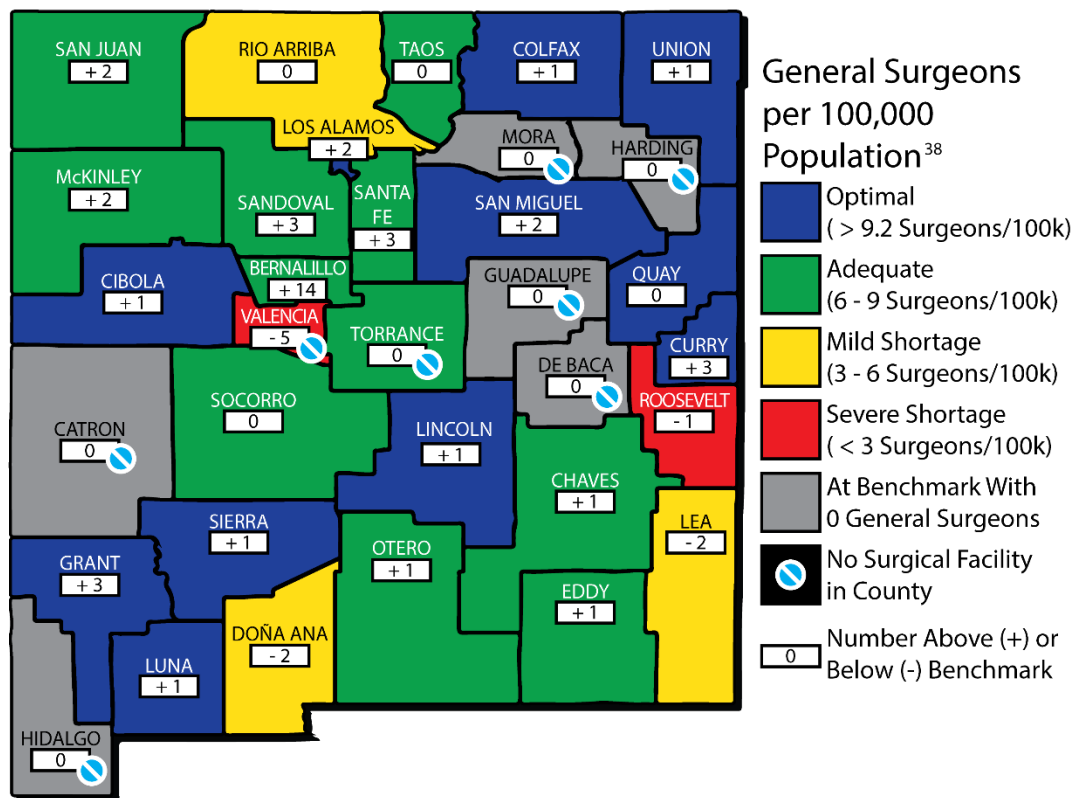 SAN JUAN
+ 2
RIO ARRIBA
0
TAOS
0
COLFAX
+ 1
UNION
+ 1
LOS ALAMOS
+ 2
MORA
0
HARDING
0
McKINLEY
+ 2
SANDOVAL
+ 3
SANTA
FE
+ 3
SAN MIGUEL
+ 2
CIBOLA
+ 1
BERNALILLO
+ 14
GUADALUPE
0
QUAY
0
VALENCIA
- 5
TORRANCE
0
CURRY
+ 3
DE BACA
0
SOCORRO
0
ROOSEVELT
- 1
CATRON
0
LINCOLN
+ 1
CHAVES
+ 1
SIERRA
+ 1
LEA
- 2
OTERO
+ 1
GRANT
+ 3
EDDY
+ 1
DOÑA ANA
- 2
LUNA
+ 1
HIDALGO
0
General Surgeons
per 100,000
Population38
Optimal
( > 9.2 Surgeons/100k)
Adequate
(6 - 9 Surgeons/100k)
Mild Shortage
(3 - 6 Surgeons/100k)
Severe Shortage
( < 3 Surgeons/100k)
At Benchmark With
0 General Surgeons
No Surgical Facility
in County
0
Number Above (+) or
Below (-) Benchmark